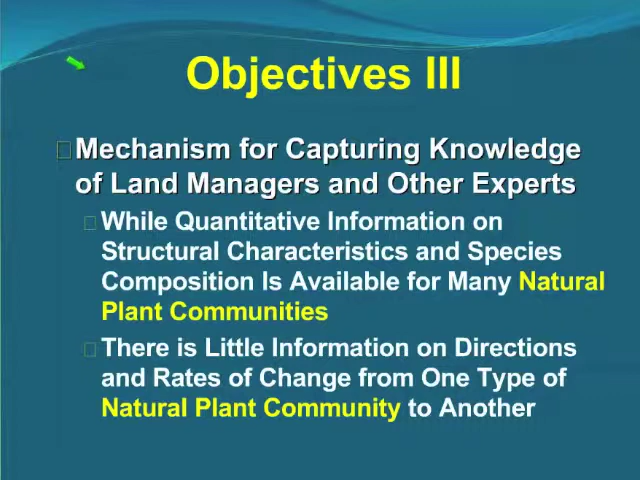 Objectives III
Mechanism for Capturing Knowledge
of Land Managers and Other Experts
While Quantitative Information on
Structural Characteristics and Species
Composition Is Available for Many Natural
Plant Communities
There is Little Information on Directions
and Rates of Change from One Type of
Natural Plant Community to Another